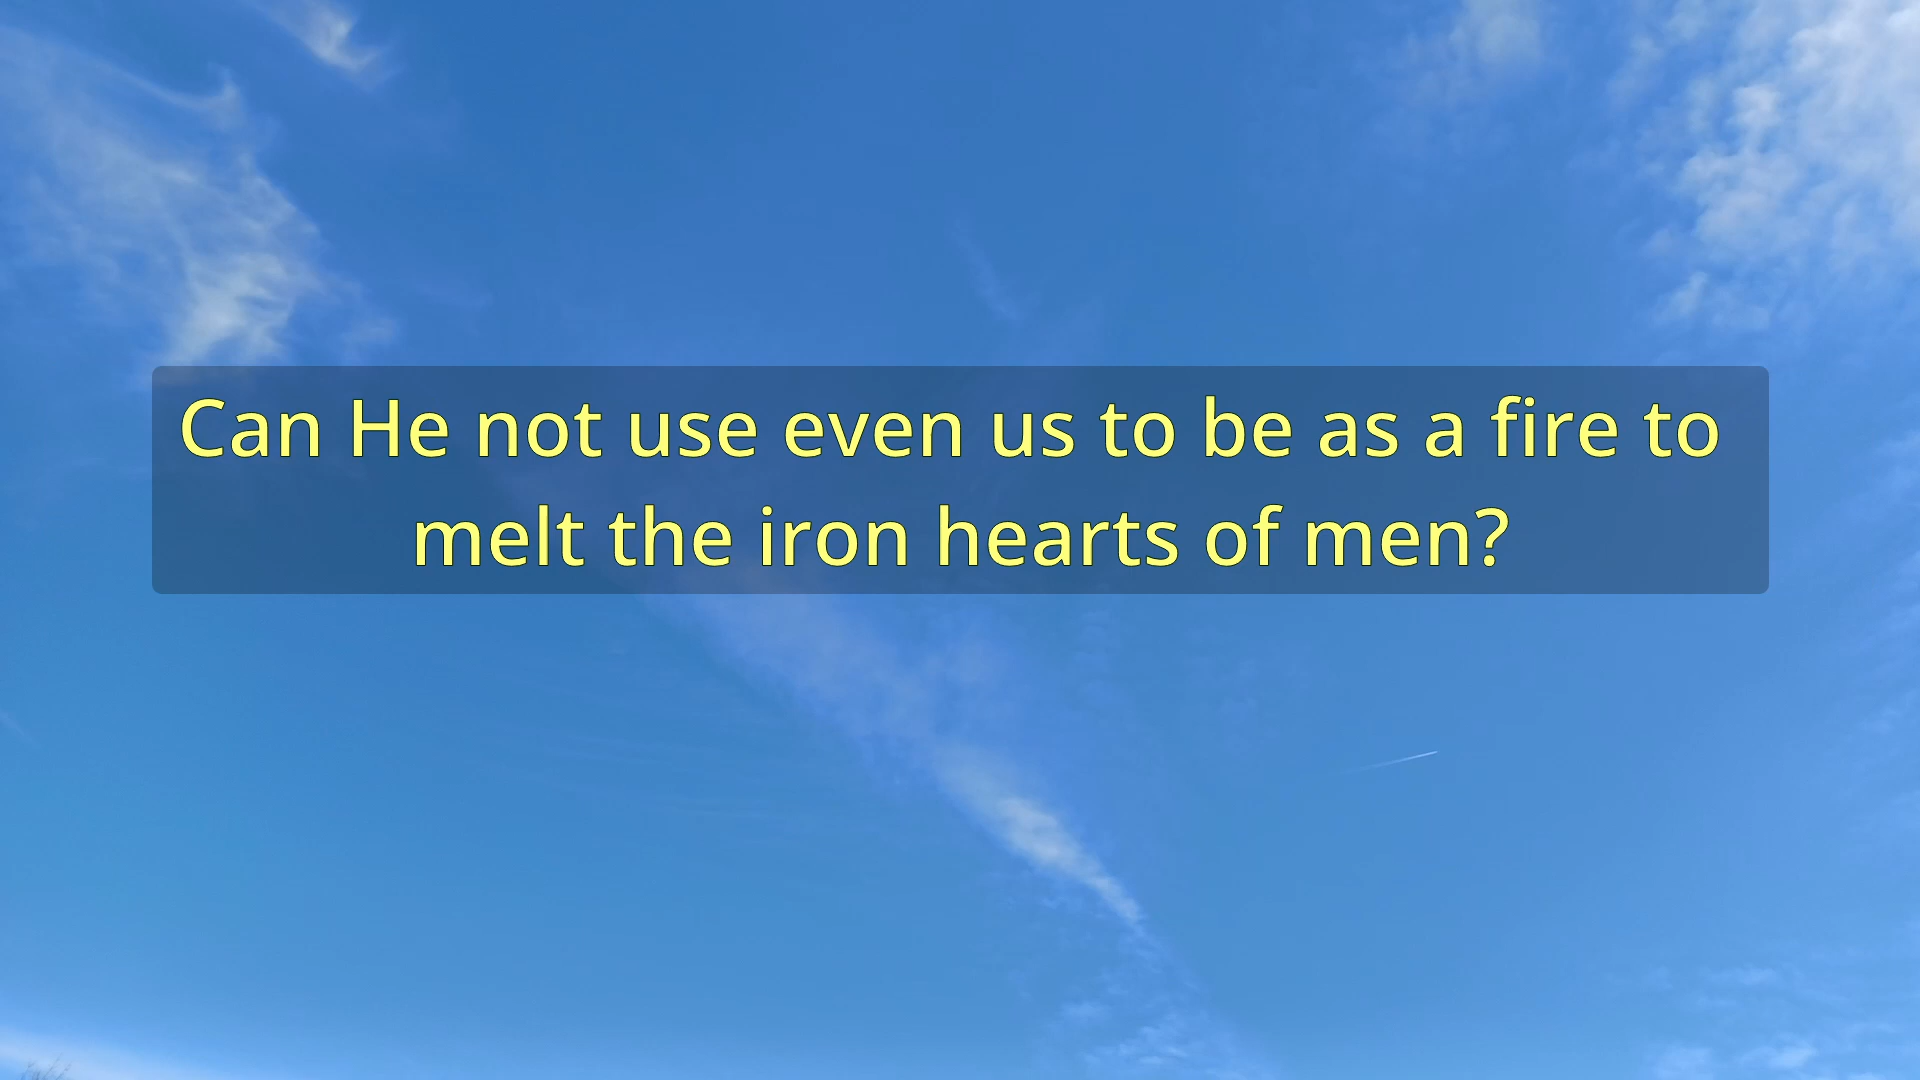 Can He not use even us to be as a fire to
melt the iron hearts of men?